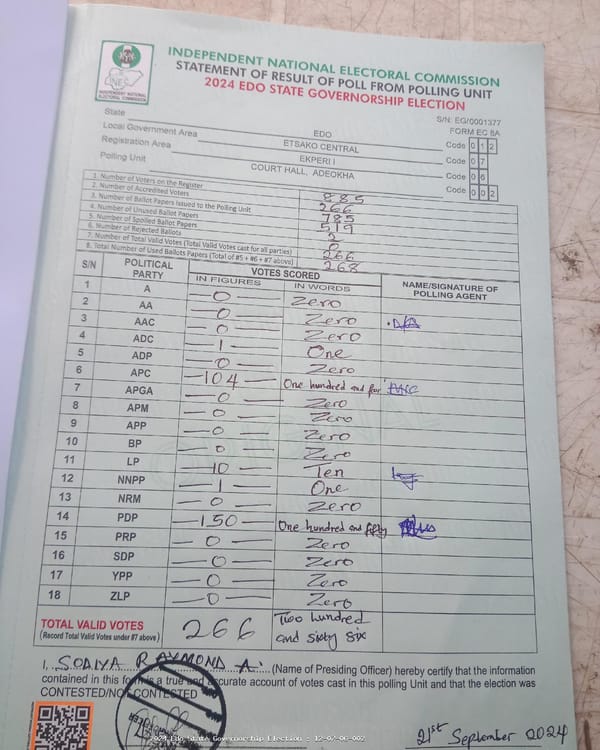 INEC
INDEPENDENT NATIONAL ELECTORAL COMMISSION
INDEPENDENT NATIONAL ELECTORAL COMMISSION
STATEMENT OF RESULT OF POLL FROM POLLING UNIT
2024 EDO STATE GOVERNORSHIP ELECTION
S/N: EG/0001377
FORM EC 8A
State EDO Code 0 1 2
Local Government Area ETSAKO CENTRAL Code 0 7
Registration Area EKPERI I Code 0 6
Polling Unit COURT HALL, ADEOKHA Code 0 0 2
1. Number of Voters on the Register 885
2. Number of Accredited Voters 266
3. Number of Ballot Papers Issued to the Polling Unit 785
4. Number of Unused Ballot Papers 519
5. Number of Spoiled Ballot Papers 2
6. Number of Rejected Ballots 0
7. Number of Total Valid Votes (Total Valid Votes cast for all parties) 266
8. Total Number of Used Ballots Papers (Total of #5 + #6 + #7 above) 268
S/N POLITICAL PARTY VOTES SCORED NAME/SIGNATURE OF POLLING AGENT
IN FIGURES IN WORDS
1 A 0 Zero
2 AA 0 Zero
3 AAC 0 Zero
4 ADC 1 One
5 ADP 0 Zero
6 APC 104 One hundred and four
7 APGA 0 Zero
8 APM 0 Zero
9 APP 0 Zero
10 BP 0 Zero
11 LP 10 Ten
12 NNPP 1 One
13 NRM 0 Zero
14 PDP 150 One hundred and fifty
15 PRP 0 Zero
16 SDP 0 Zero
17 YPP 0 Zero
18 ZLP 0 Zero
TOTAL VALID VOTES 266 Two hundred and sixty six
(Record Total Valid Votes under #7 above)
I, SODIYA RAYMOND A. (Name of Presiding Officer) hereby certify that the information
contained in this form is a true and accurate account of votes cast in this polling Unit and that the election was
CONTESTED/NOT CONTESTED
21st September 2024
2024 Edo State Governorship Election - 12-07-06-002